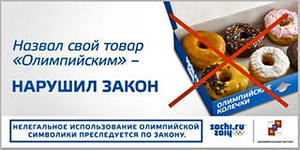 Назвал свой товар
«Олимпийским» –
НАРУШИЛ ЗАКОН
ОЛИМПИЙСКИЕ
КОЛЕЧКИ
НЕЛЕГАЛЬНОЕ ИСПОЛЬЗОВАНИЕ ОЛИМПИЙСКОЙ
СИМВОЛИКИ ПРЕСЛЕДУЕТСЯ ПО ЗАКОНУ.
sochi.ru
2014